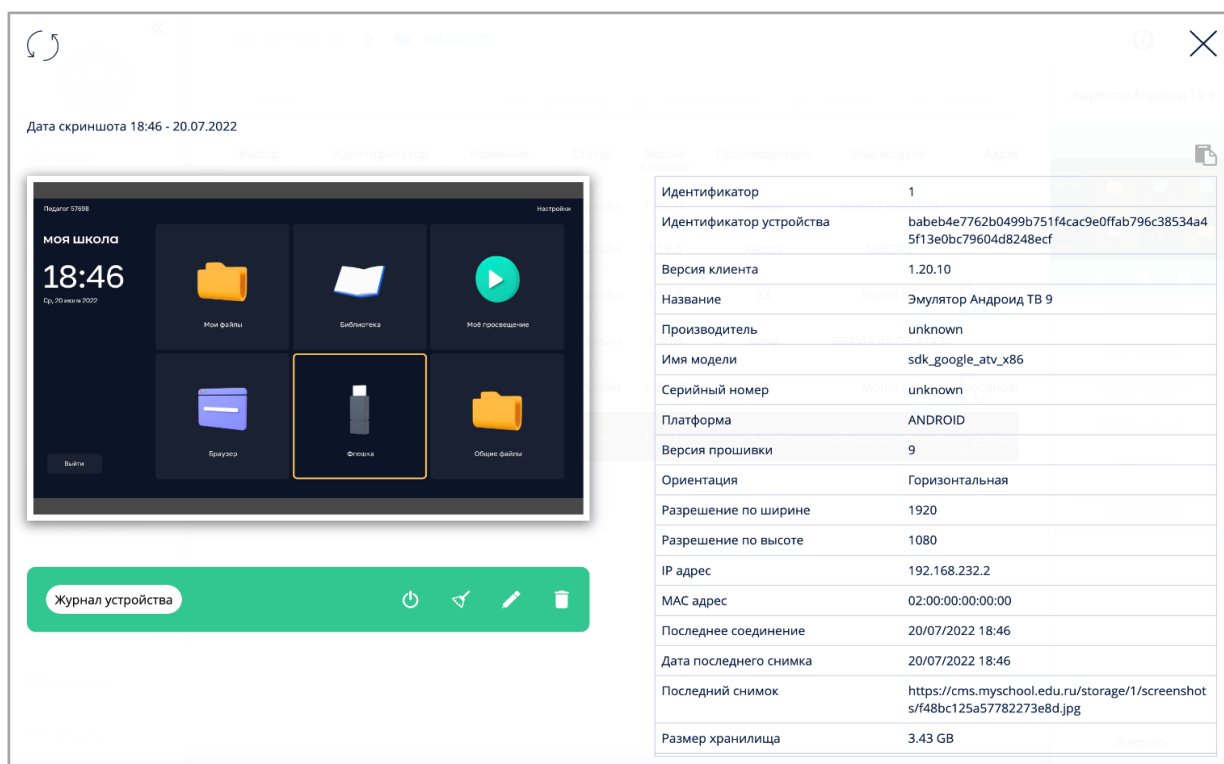 Дата скриншота 18:46 - 20.07.2022
Педагог 57698
Настройки
моя школа
18:46
Ср, 20 июля 2022
Мои файлы
Библиотека
Моё просвещение
Браузер
Флешка
Общие файлы
Выйти
Журнал устройства
Идентификатор 1
Идентификатор устройства babeb4e7762b0499b751f4cac9e0ffab796c38534a4
5f13e0bc79604d8248ecf
Версия клиента 1.20.10
Название Эмулятор Андроид ТВ 9
Производитель unknown
Имя модели sdk_google_atv_x86
Серийный номер unknown
Платформа ANDROID
Версия прошивки 9
Ориентация Горизонтальная
Разрешение по ширине 1920
Разрешение по высоте 1080
IP адрес 192.168.232.2
MAC адрес 02:00:00:00:00:00
Последнее соединение 20/07/2022 18:46
Дата последнего снимка 20/07/2022 18:46
Последний снимок https://cms.myschool.edu.ru/storage/1/screenshot
s/f48bc125a57782273e8d.jpg
Размер хранилища 3.43 GB